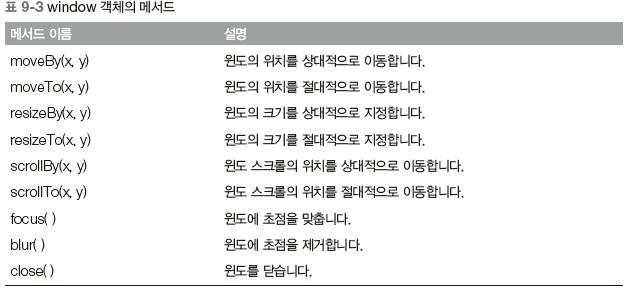 표 9-3 window 객체의 메서드
메서드 이름 설명
moveBy(x, y) 윈도의 위치를 상대적으로 이동합니다.
moveTo(x, y) 윈도의 위치를 절대적으로 이동합니다.
resizeBy(x, y) 윈도의 크기를 상대적으로 지정합니다.
resizeTo(x, y) 윈도의 크기를 절대적으로 지정합니다.
scrollBy(x, y) 윈도 스크롤의 위치를 상대적으로 이동합니다.
scrollTo(x, y) 윈도 스크롤의 위치를 절대적으로 이동합니다.
focus( ) 윈도에 초점을 맞춥니다.
blur( ) 윈도에 초점을 제거합니다.
close( ) 윈도를 닫습니다.